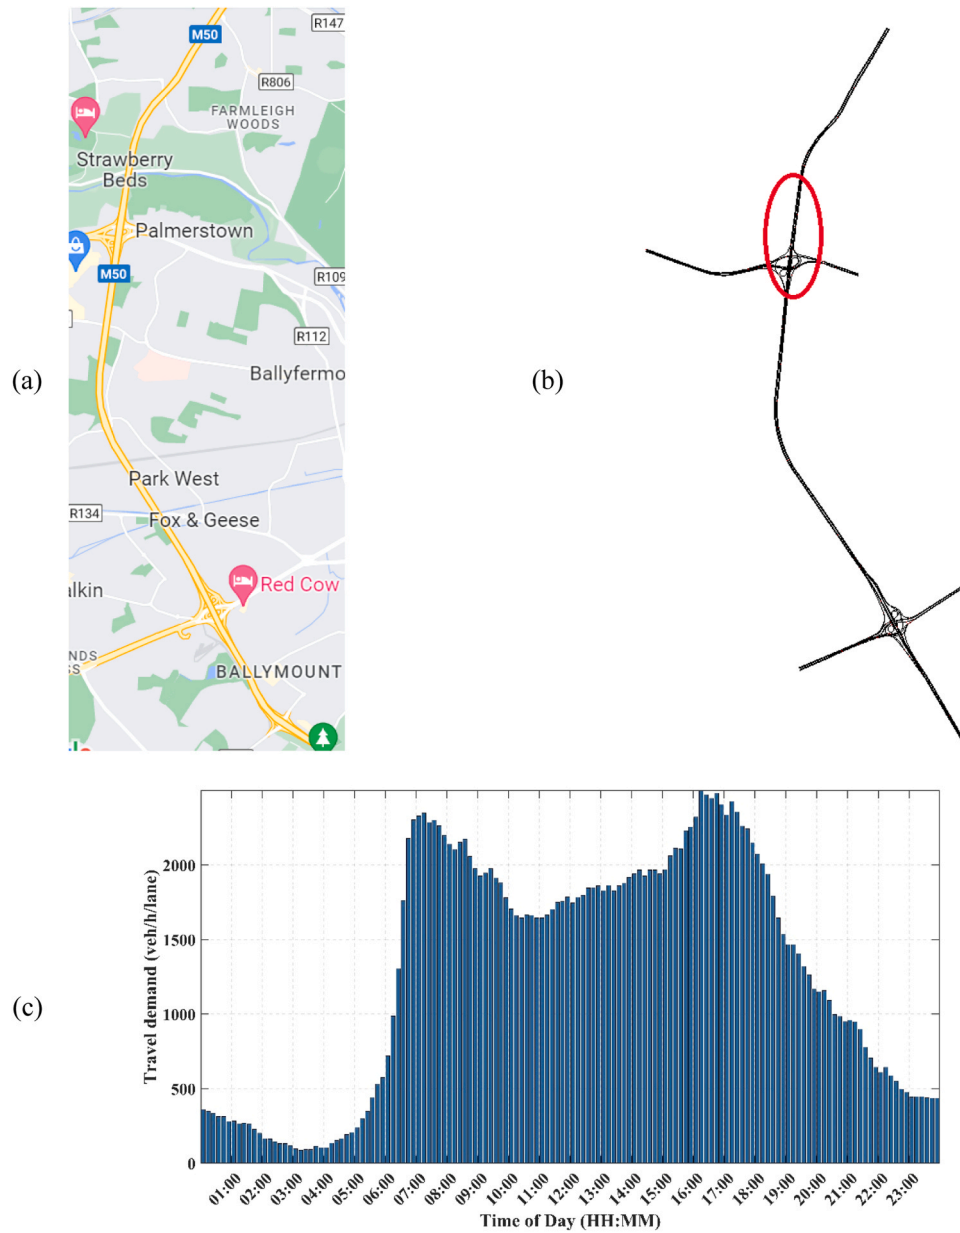 M50
R147
R806
FARMLEIGH
WOODS
Strawberry
Beds
Palmerstown
M50
R109
R112
Ballyfermo
(a)
(b)
Park West
R134
Fox & Geese
alkin
Red Cow
NDS
SS
BALLYMOUNT
(c)
Travel demand (veh/h/lane)
2000
1500
1000
500
0
01:00 02:00 03:00 04:00 05:00 06:00 07:00 08:00 09:00 10:00 11:00 12:00 13:00 14:00 15:00 16:00 17:00 18:00 19:00 20:00 21:00 22:00 23:00
Time of Day (HH:MM)